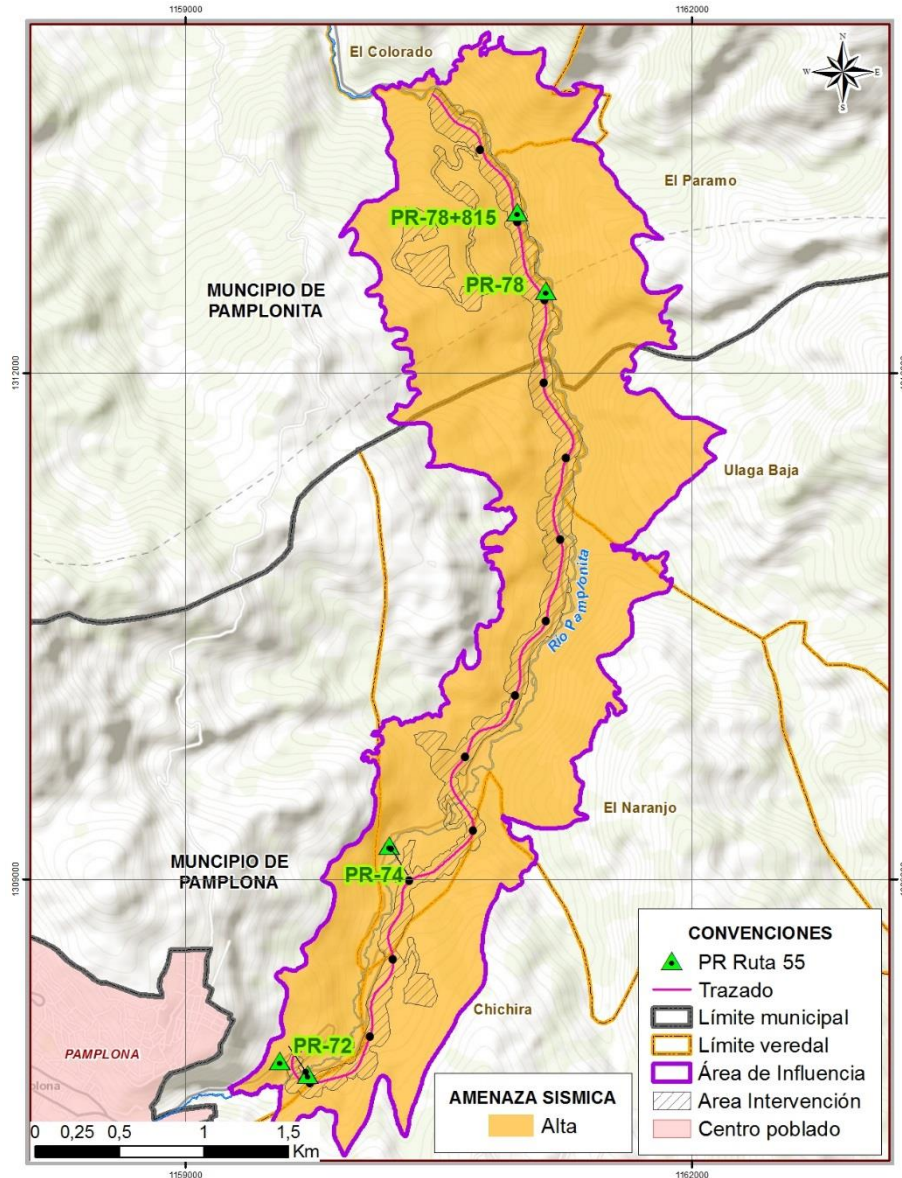 1159000
1162000
El Colorado
N
W
E
S
El Paramo
PR-78+815
PR-78
MUNCIPIO DE
PAMPLONITA
1312000
Ulaga Baja
Río Pamplonita
El Naranjo
MUNCIPIO DE
PAMPLONA
PR-74
1309000
Chichira
PR-72
PAMPLONA
CONVENCIONES
PR Ruta 55
Trazado
Límite municipal
Límite veredal
Área de Influencia
Area Intervención
Centro poblado
AMENAZA SISMICA
Alta
0 0,25 0,5 1 1,5
Km
1159000
1162000